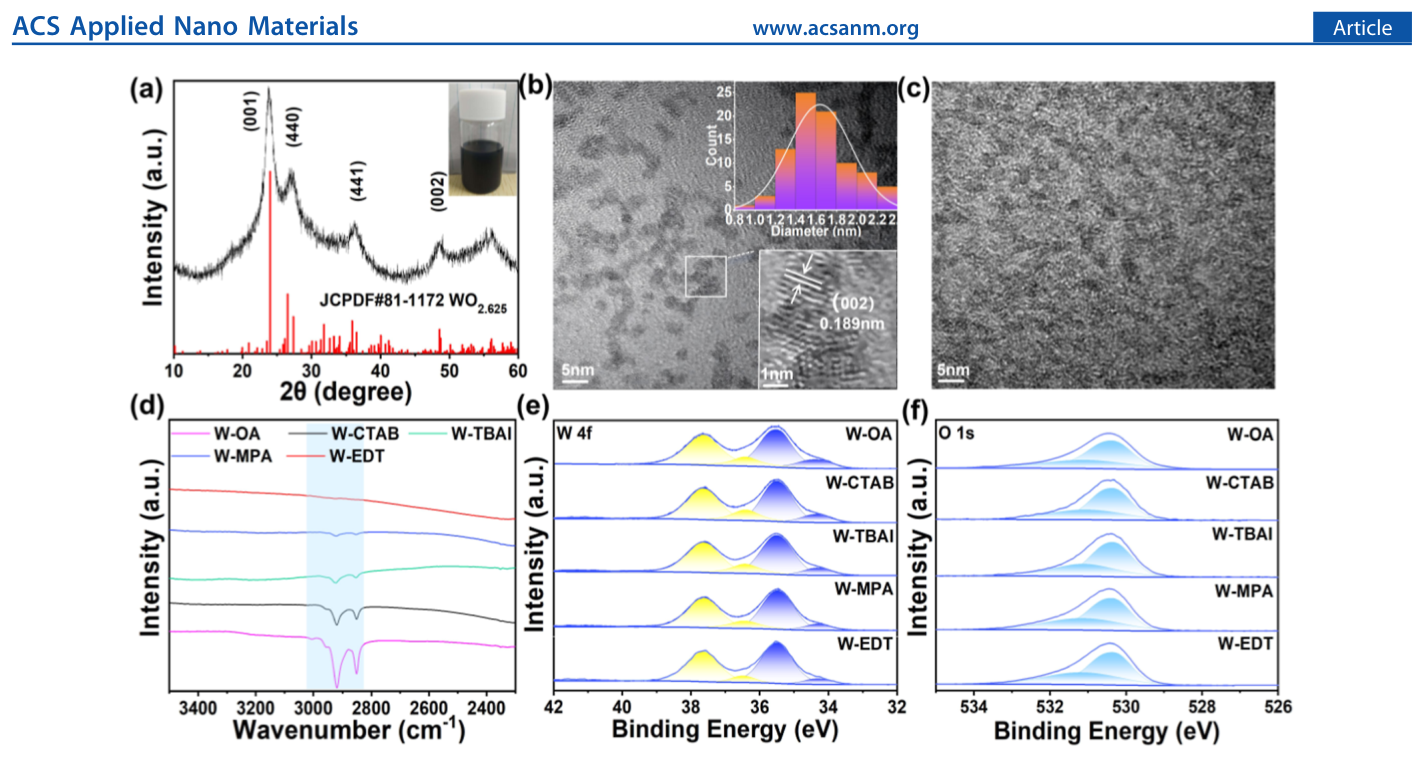 ACS Applied Nano Materials
www.acsanm.org
Article
(a)
Intensity (a.u.)
(001)
(440)
(441)
(002)
JCPDF#81-1172 WO2.625
10 20 30 40 50 60
2θ (degree)
(b)
Count
25
20
15
10
5
0
0.8 1.0 1.2 1.4 1.6 1.8 2.0 2.2
Diameter (nm)
(002)
0.189nm
5nm
1nm
(c)
5nm
(d)
Intensity (a.u.)
W-OA W-CTAB W-TBAI
W-MPA W-EDT
3400 3200 3000 2800 2600 2400
Wavenumber (cm-1)
(e)
Intensity (a.u.)
W 4f
W-OA
W-CTAB
W-TBAI
W-MPA
W-EDT
42 40 38 36 34 32
Binding Energy (eV)
(f)
Intensity (a.u.)
O 1s
W-OA
W-CTAB
W-TBAI
W-MPA
W-EDT
534 532 530 528 526
Binding Energy (eV)